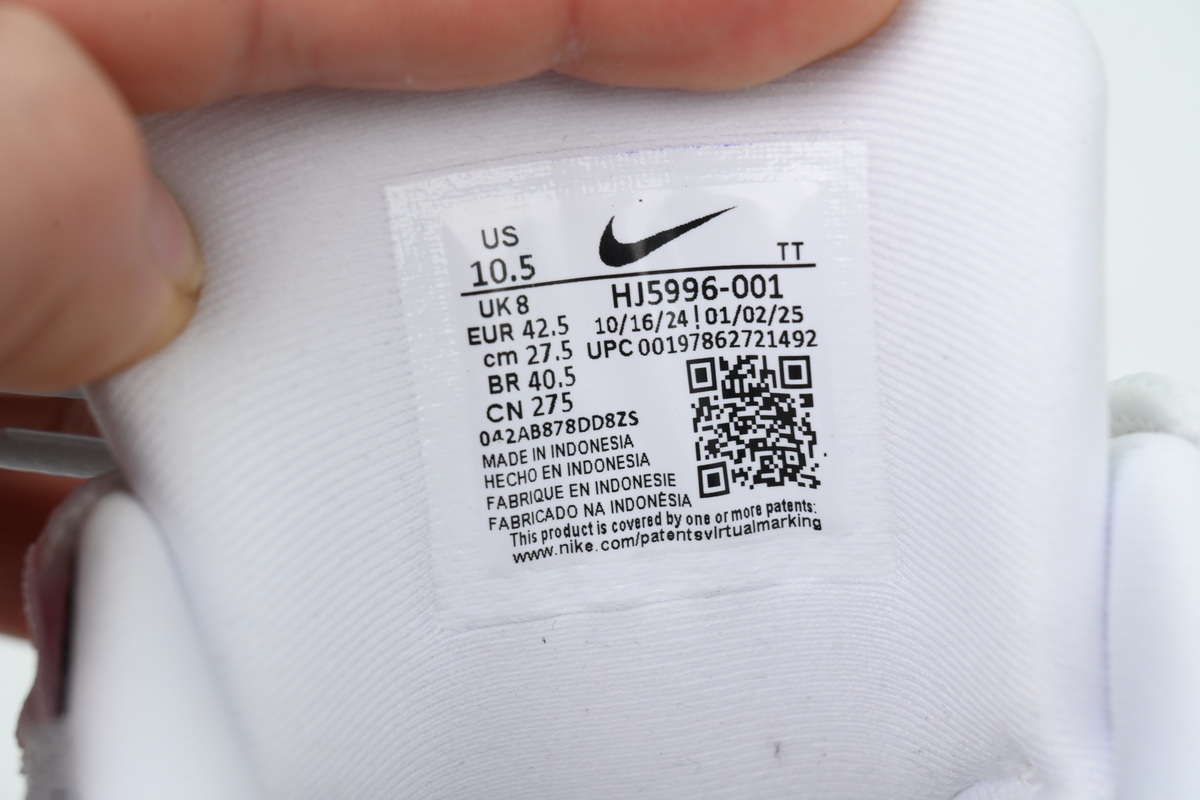 US
10.5
TT
UK 8
HJ5996-001
EUR 42.5
10/16/24 | 01/02/25
cm 27.5
UPC 00197862721492
BR 40.5
CN 275
042AB878DD8ZS
MADE IN INDONESIA
HECHO EN INDONESIA
FABRIQUE EN INDONESIE
FABRICADO NA INDONÉSIA
This product is covered by one or more patents:
www.nike.com/patentsvirtualmarking